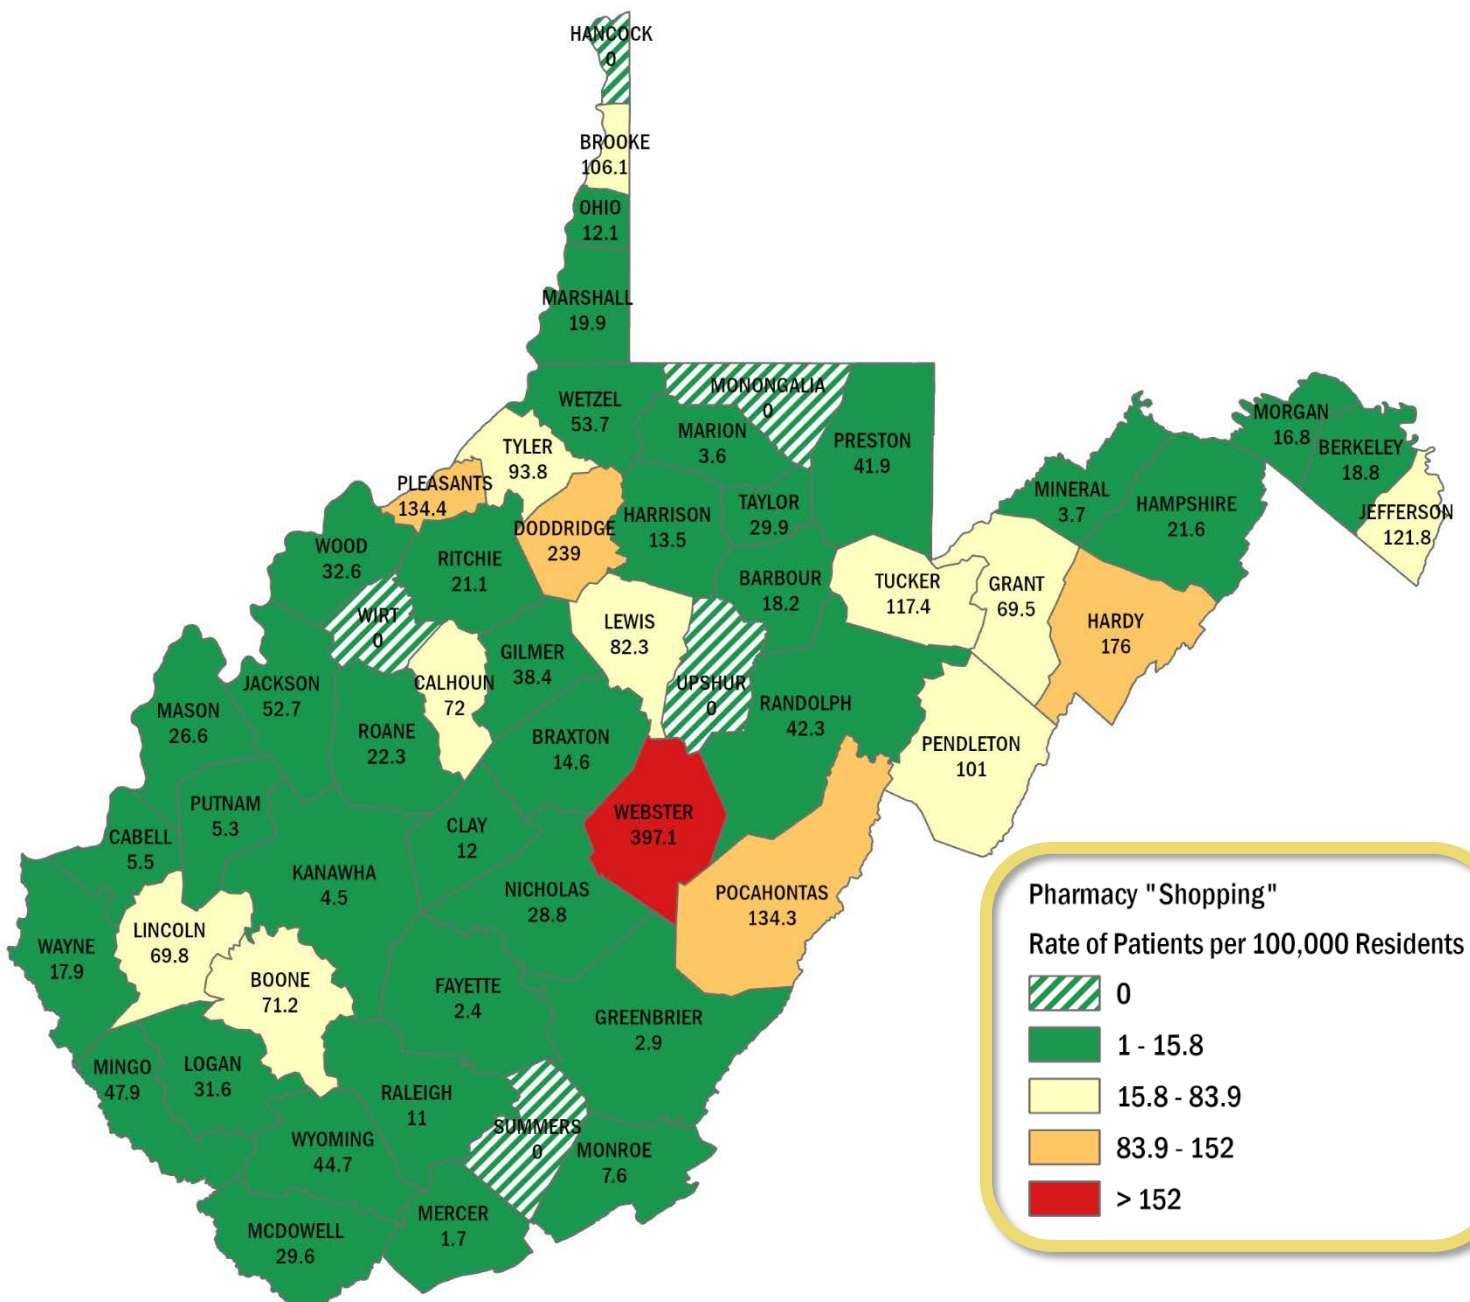 HANCOCK
0
BROOKE
106.1
OHIO
12.1
MARSHALL
19.9
WETZEL
53.7
MONONGALIA
0
MARION
3.6
PRESTON
41.9
TYLER
93.8
PLEASANTS
134.4
DODDRIDGE
239
HARRISON
13.5
TAYLOR
29.9
MORGAN
16.8
BERKELEY
18.8
JEFFERSON
121.8
MINERAL
3.7
HAMPSHIRE
21.6
WOOD
32.6
RITCHIE
21.1
BARBOUR
18.2
TUCKER
117.4
GRANT
69.5
HARDY
176
WIRT
0
LEWIS
82.3
GILMER
38.4
CALHOUN
72
UPSHUR
0
RANDOLPH
42.3
JACKSON
52.7
MASON
26.6
ROANE
22.3
BRAXTON
14.6
PENDLETON
101
PUTNAM
5.3
CABELL
5.5
CLAY
12
WEBSTER
397.1
KANAWHA
4.5
NICHOLAS
28.8
POCAHONTAS
134.3
WAYNE
17.9
LINCOLN
69.8
BOONE
71.2
FAYETTE
2.4
GREENBRIER
2.9
MINGO
47.9
LOGAN
31.6
RALEIGH
11
SUMMERS
0
MONROE
7.6
WYOMING
44.7
MCDOWELL
29.6
MERCER
1.7
Pharmacy "Shopping"
Rate of Patients per 100,000 Residents
0
1 - 15.8
15.8 - 83.9
83.9 - 152
> 152